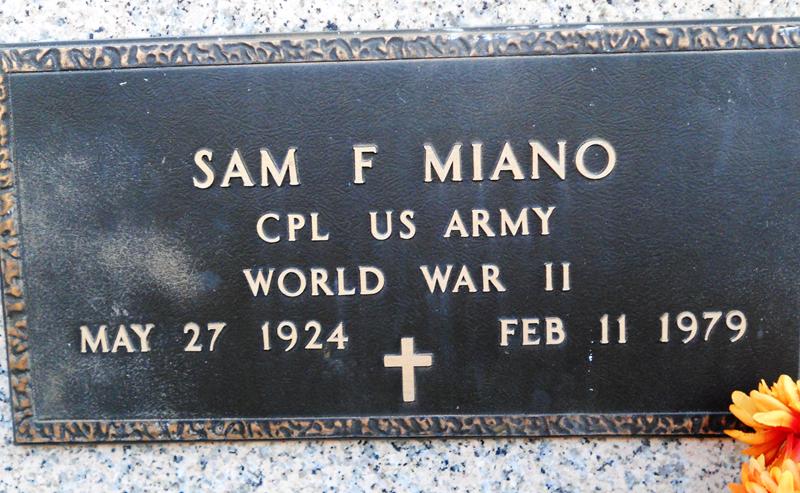 SAM F MIANO
CPL US ARMY
WORLD WAR II
MAY 27 1924 FEB 11 1979